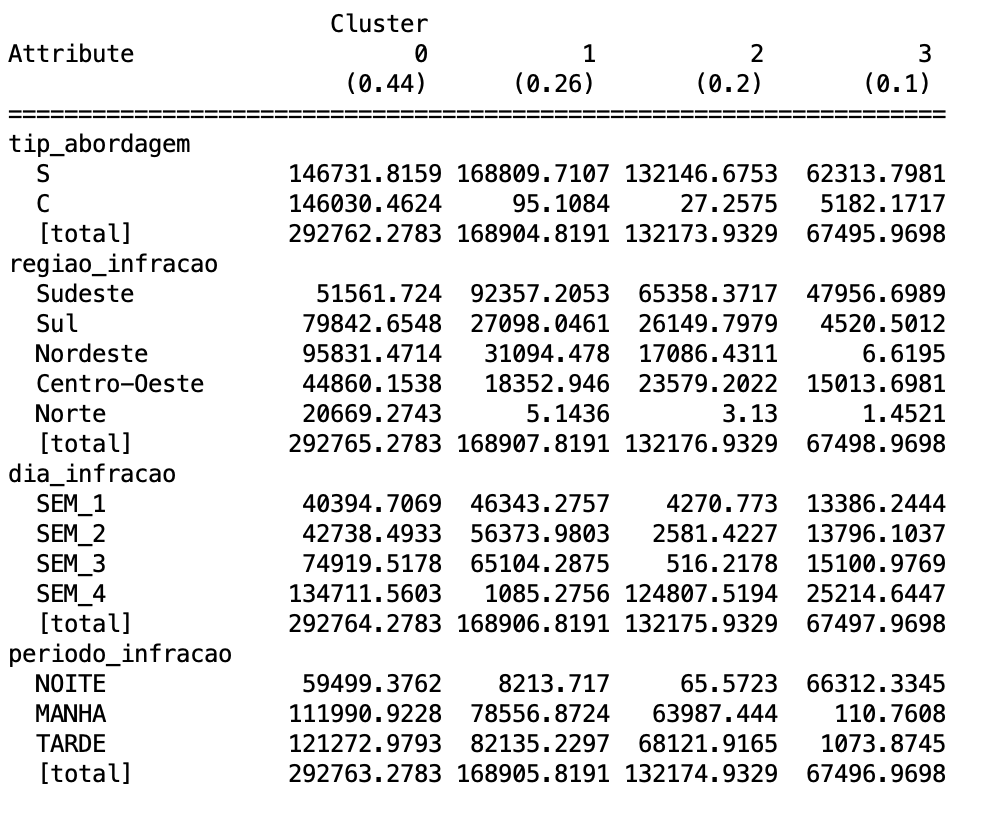 Cluster
Attribute 0 1 2 3
(0.44) (0.26) (0.2) (0.1)
==========================================================================
tip_abordagem
S 146731.8159 168809.7107 132146.6753 62313.7981
C 146030.4624 95.1084 27.2575 5182.1717
[total] 292762.2783 168904.8191 132173.9329 67495.9698
regiao_infracao
Sudeste 51561.724 92357.2053 65358.3717 47956.6989
Sul 79842.6548 27098.0461 26149.7979 4520.5012
Nordeste 95831.4714 31094.478 17086.4311 6.6195
Centro-Oeste 44860.1538 18352.946 23579.2022 15013.6981
Norte 20669.2743 5.1436 3.13 1.4521
[total] 292765.2783 168907.8191 132176.9329 67498.9698
dia_infracao
SEM_1 40394.7069 46343.2757 4270.773 13386.2444
SEM_2 42738.4933 56373.9803 2581.4227 13796.1037
SEM_3 74919.5178 65104.2875 516.2178 15100.9769
SEM_4 134711.5603 1085.2756 124807.5194 25214.6447
[total] 292764.2783 168906.8191 132175.9329 67497.9698
periodo_infracao
NOITE 59499.3762 8213.717 65.5723 66312.3345
MANHA 111990.9228 78556.8724 63987.444 110.7608
TARDE 121272.9793 82135.2297 68121.9165 1073.8745
[total] 292763.2783 168905.8191 132174.9329 67496.9698